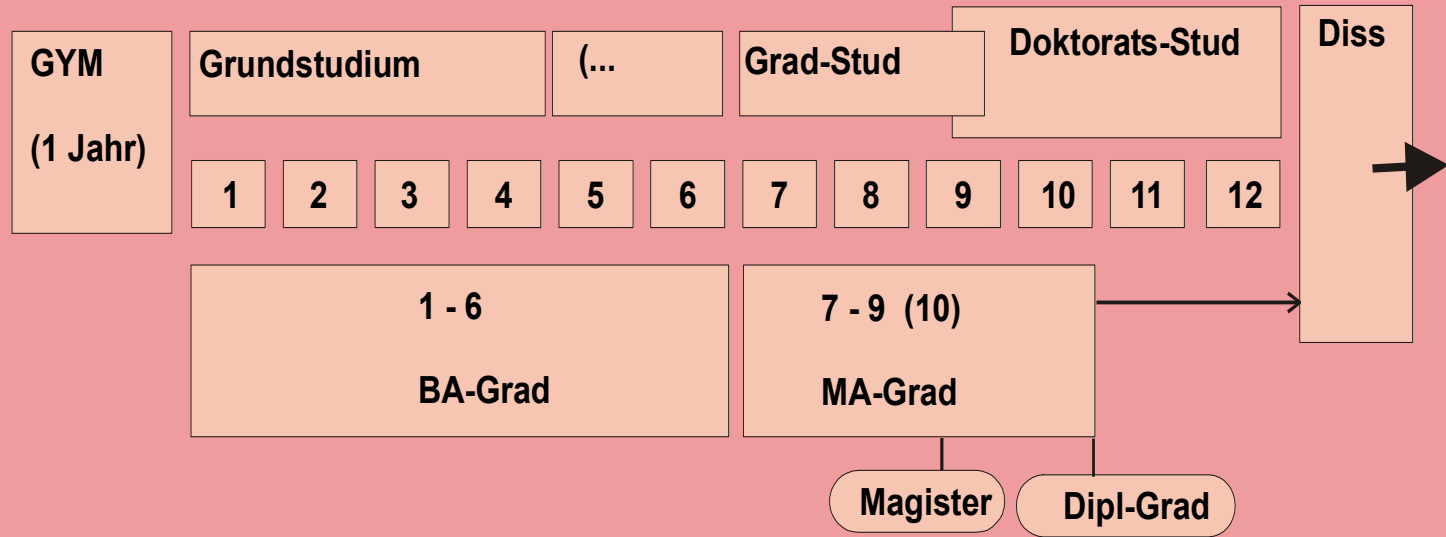 GYM
(1 Jahr)
Grundstudium
(...
Grad-Stud
Doktorats-Stud
Diss
1 2 3 4 5 6 7 8 9 10 11 12
1 - 6
BA-Grad
7 - 9 (10)
MA-Grad
Magister
Dipl-Grad